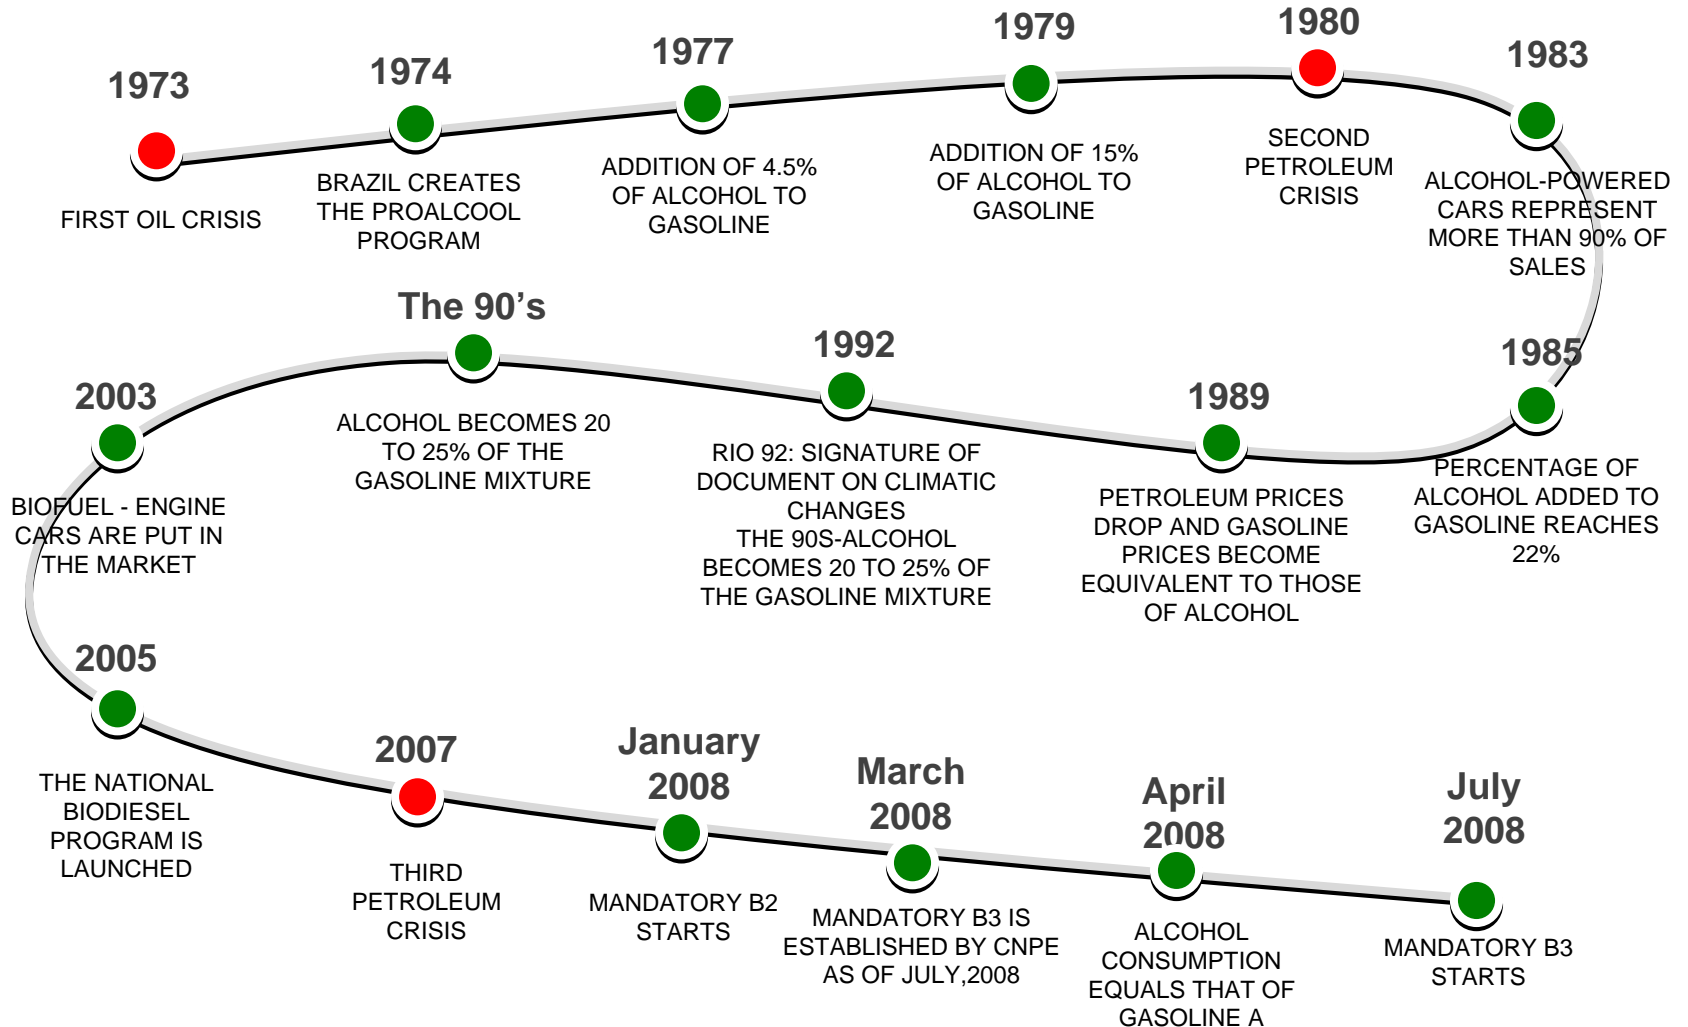 1973
FIRST OIL CRISIS
1974
BRAZIL CREATES
THE PROALCOOL
PROGRAM
1977
ADDITION OF 4.5%
OF ALCOHOL TO
GASOLINE
1979
ADDITION OF 15%
OF ALCOHOL TO
GASOLINE
1980
SECOND
PETROLEUM
CRISIS
1983
ALCOHOL-POWERED
CARS REPRESENT
MORE THAN 90% OF
SALES
1985
PERCENTAGE OF
ALCOHOL ADDED TO
GASOLINE REACHES
22%
1989
PETROLEUM PRICES
DROP AND GASOLINE
PRICES BECOME
EQUIVALENT TO THOSE
OF ALCOHOL
1992
RIO 92: SIGNATURE OF
DOCUMENT ON CLIMATIC
CHANGES
THE 90S-ALCOHOL
BECOMES 20 TO 25% OF
THE GASOLINE MIXTURE
The 90’s
ALCOHOL BECOMES 20
TO 25% OF THE
GASOLINE MIXTURE
2003
BIOFUEL - ENGINE
CARS ARE PUT IN
THE MARKET
2005
THE NATIONAL
BIODIESEL
PROGRAM IS
LAUNCHED
2007
THIRD
PETROLEUM
CRISIS
January
2008
MANDATORY B2
STARTS
March
2008
MANDATORY B3 IS
ESTABLISHED BY CNPE
AS OF JULY,2008
April
2008
ALCOHOL
CONSUMPTION
EQUALS THAT OF
GASOLINE A
July
2008
MANDATORY B3
STARTS